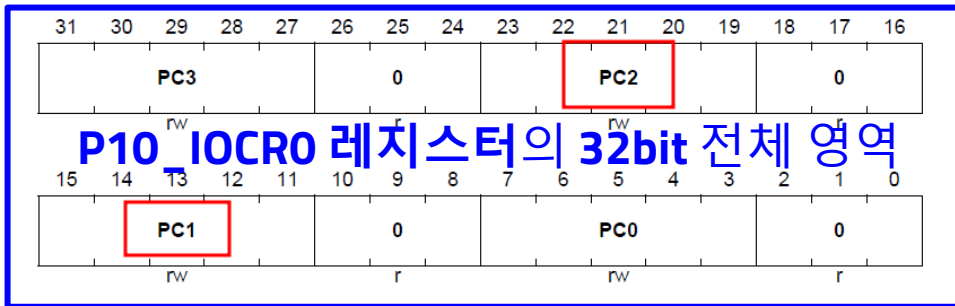 31 30 29 28 27 26 25 24 23 22 21 20 19 18 17 16
PC3 0 PC2 0
rw r rw r
P10_IOCR0 레지스터의 32bit 전체 영역
15 14 13 12 11 10 9 8 7 6 5 4 3 2 1 0
PC1 0 PC0 0
rw r rw r